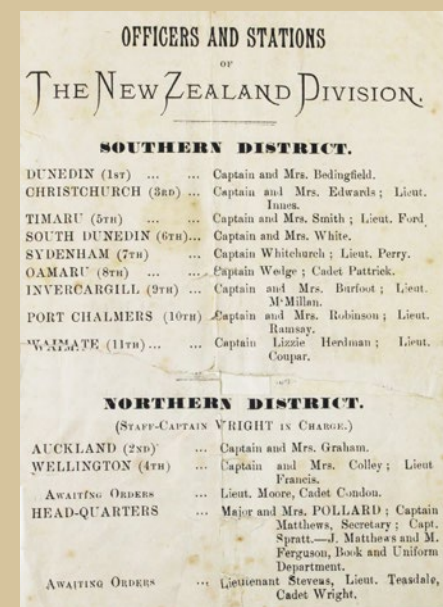 OFFICERS AND STATIONS
OF
THE NEW ZEALAND DIVISION.
SOUTHERN DISTRICT.
DUNEDIN (1ST) ... ... Captain and Mrs. Bedingfield.
CHRISTCHURCH (3RD) ... Captain and Mrs. Edwards; Lieut.
Innes.
TIMARU (5TH) ... ... Captain and Mrs. Smith; Lieut. Ford
SOUTH DUNEDIN (6TH)... Captain and Mrs. White.
SYDENHAM (7TH) ... Captain Whitchurch; Lieut. Perry.
OAMARU (8TH) ... ... Captain Wedge; Cadet Pattrick.
INVERCARGILL (9TH) ... Captain and Mrs. Burfoot; Lieut.
M'Millan.
PORT CHALMERS (10TH) Captain and Mrs. Robinson; Lieut.
Ramsay.
WAIMATE (11TH)... ... Captain Lizzie Herdman; Lieut.
Coupar.
NORTHERN DISTRICT.
(STAFF-CAPTAIN WRIGHT IN CHARGE.)
AUCKLAND (2ND) ... Captain and Mrs. Graham.
WELLINGTON (4TH) ... Captain and Mrs. Colley; Lieut
Francis.
AWAITING ORDERS ... Lieut. Moore, Cadet Condon.
HEAD-QUARTERS ... Major and Mrs. POLLARD; Captain
Matthews, Secretary; Capt.
Spratt.—J. Matthews and M.
Ferguson, Book and Uniform
Department.
AWAITING ORDERS ... Lieutenant Stevens, Lieut. Teasdale,
Cadet Wright.